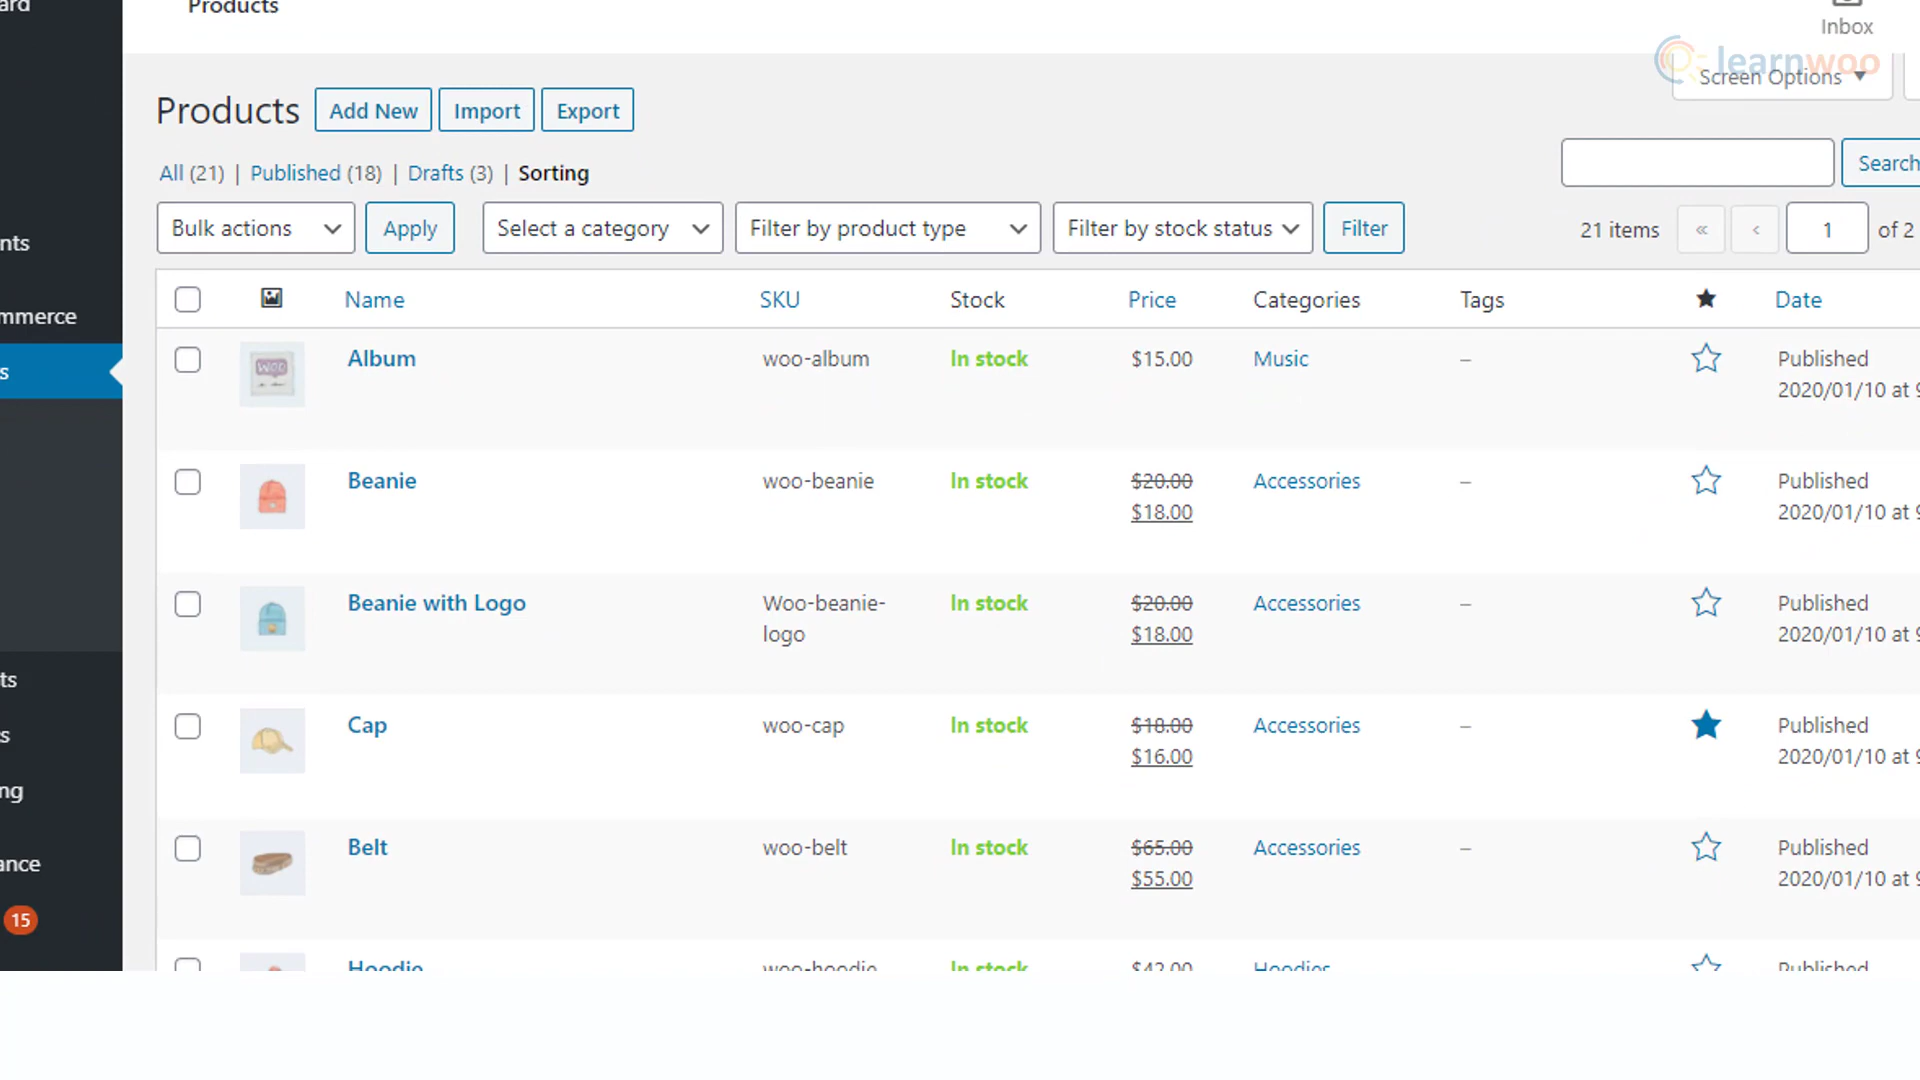 ard
Products
Inbox
learnwoo
Screen Options
Products
Add New
Import
Export
All (21) | Published (18) | Drafts (3) | Sorting
Search
Bulk actions
Apply
Select a category
Filter by product type
Filter by stock status
Filter
21 items
«
‹
1
of 2
nts
mmerce
s
ts
s
ng
ance
15
Name SKU Stock Price Categories Tags Date
Album woo-album In stock $15.00 Music – Published
2020/01/10 at 9
Beanie woo-beanie In stock $20.00 Accessories – Published
$18.00 2020/01/10 at 9
Beanie with Logo Woo-beanie- In stock $20.00 Accessories – Published
logo $18.00 2020/01/10 at 9
Cap woo-cap In stock $18.00 Accessories – Published
$16.00 2020/01/10 at 9
Belt woo-belt In stock $65.00 Accessories – Published
$55.00 2020/01/10 at 9
Hoodie woo-hoodie In stock $42.00 Hoodies Published
WOO